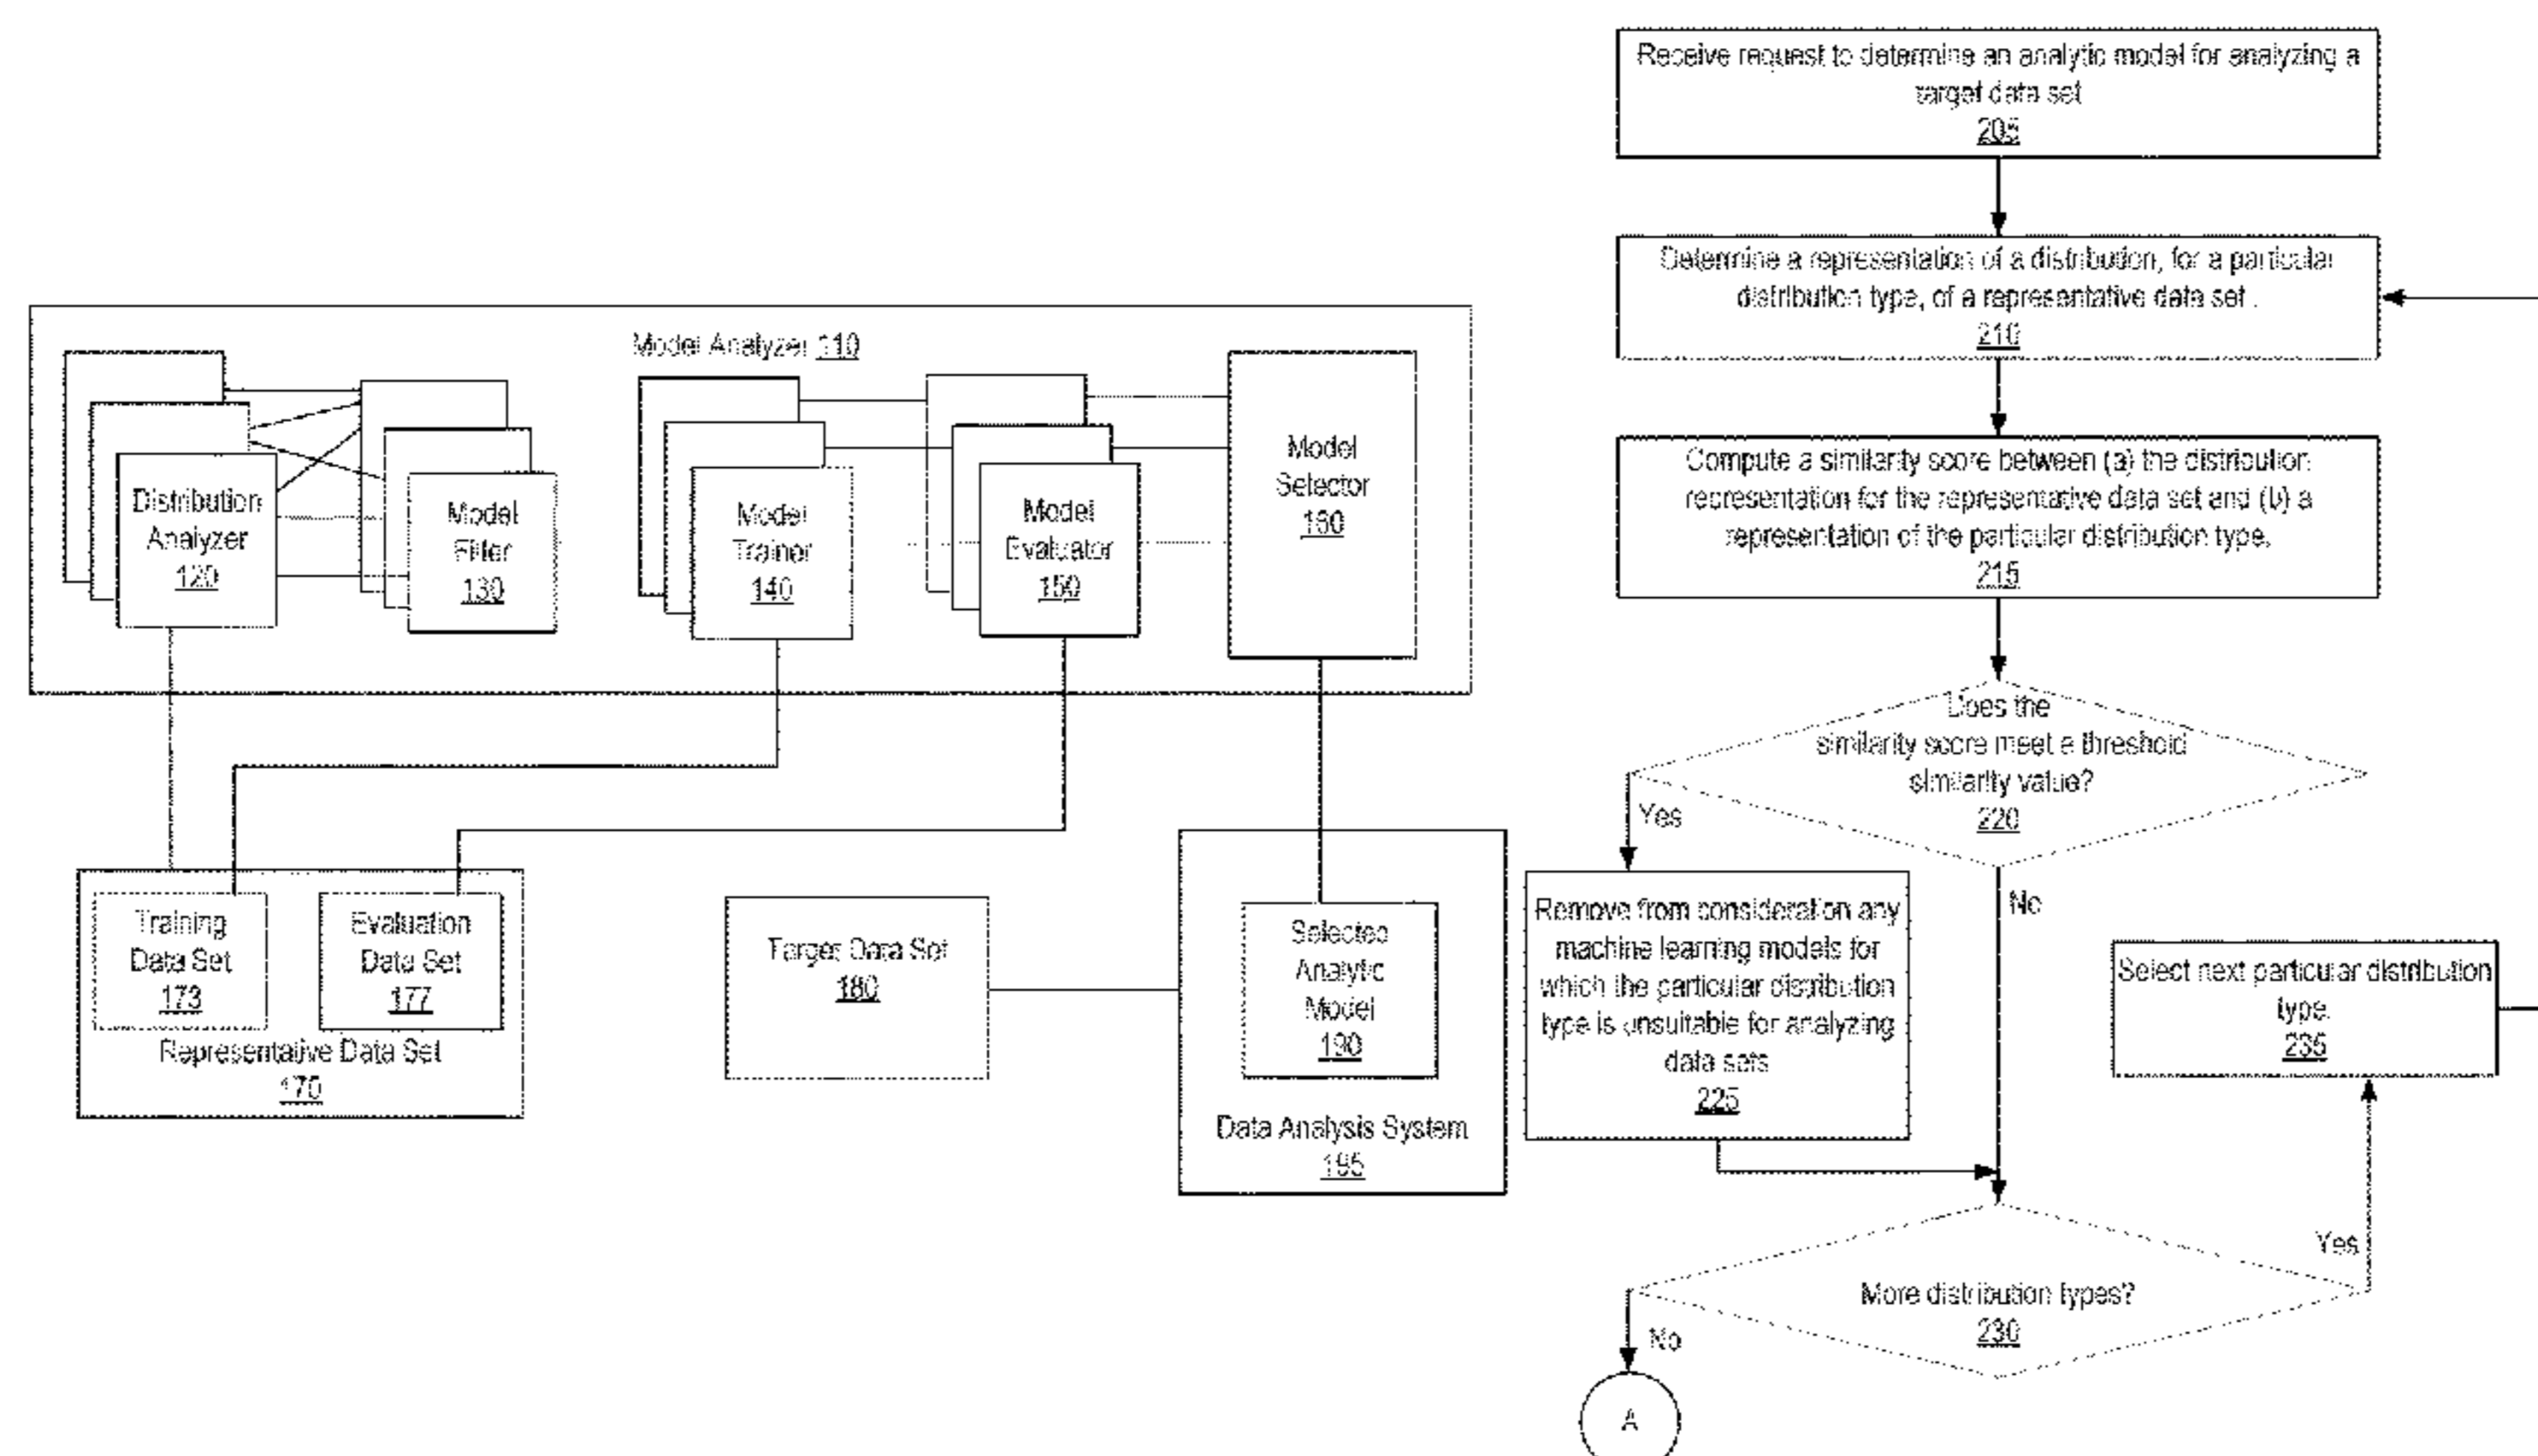 Model Analyzer 110
Distribution
Analyzer
120
Model
Filter
130
Model
Trainer
140
Model
Evaluator
150
Model
Selector
160
Training
Data Set
173
Evaluation
Data Set
177
Representative Data Set
170
Target Data Set
180
Selected
Analytic
Model
190
Data Analysis System
195
Receive request to determine an analytic model for analyzing a
target data set
205
Determine a representation of a distribution, for a particular
distribution type, of a representative data set .
210
Compute a similarity score between (a) the distribution
representation for the representative data set and (b) a
representation of the particular distribution type.
215
Does the
similarity score meet a threshold
similarity value?
220
Yes
No
Remove from consideration any
machine learning models for
which the particular distribution
type is unsuitable for analyzing
data sets
225
Select next particular distribution
type.
235
More distribution types?
230
Yes
No
A